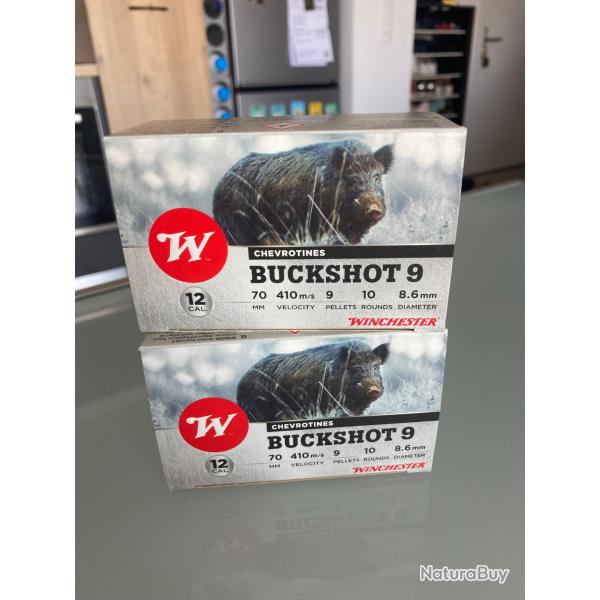 W
CHEVROTINES
BUCKSHOT 9
12 CAL.
70 MM
410 m/s VELOCITY
9 PELLETS
10 ROUNDS
8.6 mm DIAMETER
WINCHESTER
W
CHEVROTINES
BUCKSHOT 9
12 CAL.
70 MM
410 m/s VELOCITY
9 PELLETS
10 ROUNDS
8.6 mm DIAMETER
WINCHESTER
NaturaBuy